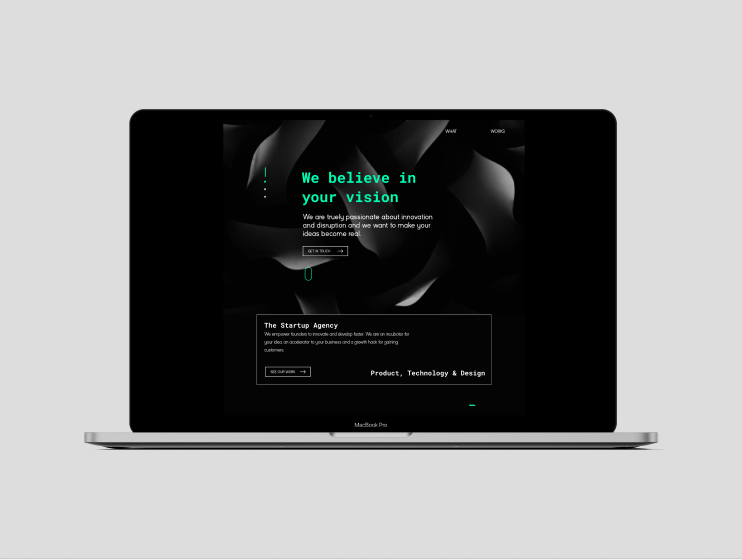 WHAT WORKS
We believe in
your vision
We are truely passionate about innovation
and disruption and we want to make your
ideas become real.
GET IN TOUCH
The Startup Agency
We empower founders to innovate and develop faster. We are an incubator for
your idea, an accelerator to your business and a growth hack for gaining
customers.
SEE OUR WORK
Product, Technology & Design
MacBook Pro